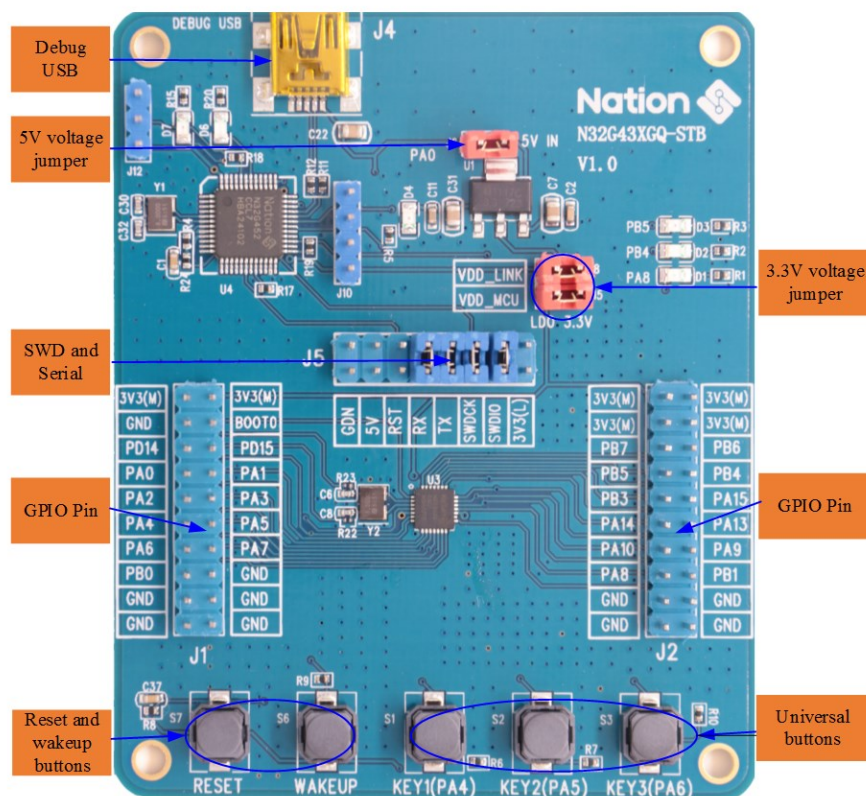 DEBUG USB
J4
Debug
USB
5V voltage
jumper
3.3V voltage
jumper
SWD and
Serial
GPIO Pin
GPIO Pin
Reset and
wakeup
buttons
Universal
buttons
Nation
N32G43XGQ-STB
V1.0
J12
R15
D7
R20
D6
R18
C22
R12
R11
PA0
U1
5V IN
Y1
C30
C32
C1
R4
U4
R17
R19
J10
R5
D4
C11
C31
C7
C2
PB5
D3
R3
PB4
D2
R2
PA8
D1
R1
VDD_LINK
VDD_MCU
LDO 3.3V
J5
GDN
5V
RST
RX
TX
SWDCK
SWDIO
3V3(L)
3V3(M)
3V3(M)
GND
BOOT0
PD14
PD15
PA0
PA1
PA2
PA3
PA4
PA5
PA6
PA7
PB0
GND
GND
GND
GND
GND
J1
R23
C6
C8
R22
Y2
U3
3V3(M)
3V3(M)
3V3(M)
3V3(M)
PB7
PB6
PB5
PB4
PB3
PA15
PA14
PA13
PA10
PA9
PA8
PB1
GND
GND
GND
GND
J2
C37
R8
S7
R9
S6
S1
R6
S2
R7
S3
R10
RESET
WAKEUP
KEY1(PA4)
KEY2(PA5)
KEY3(PA6)